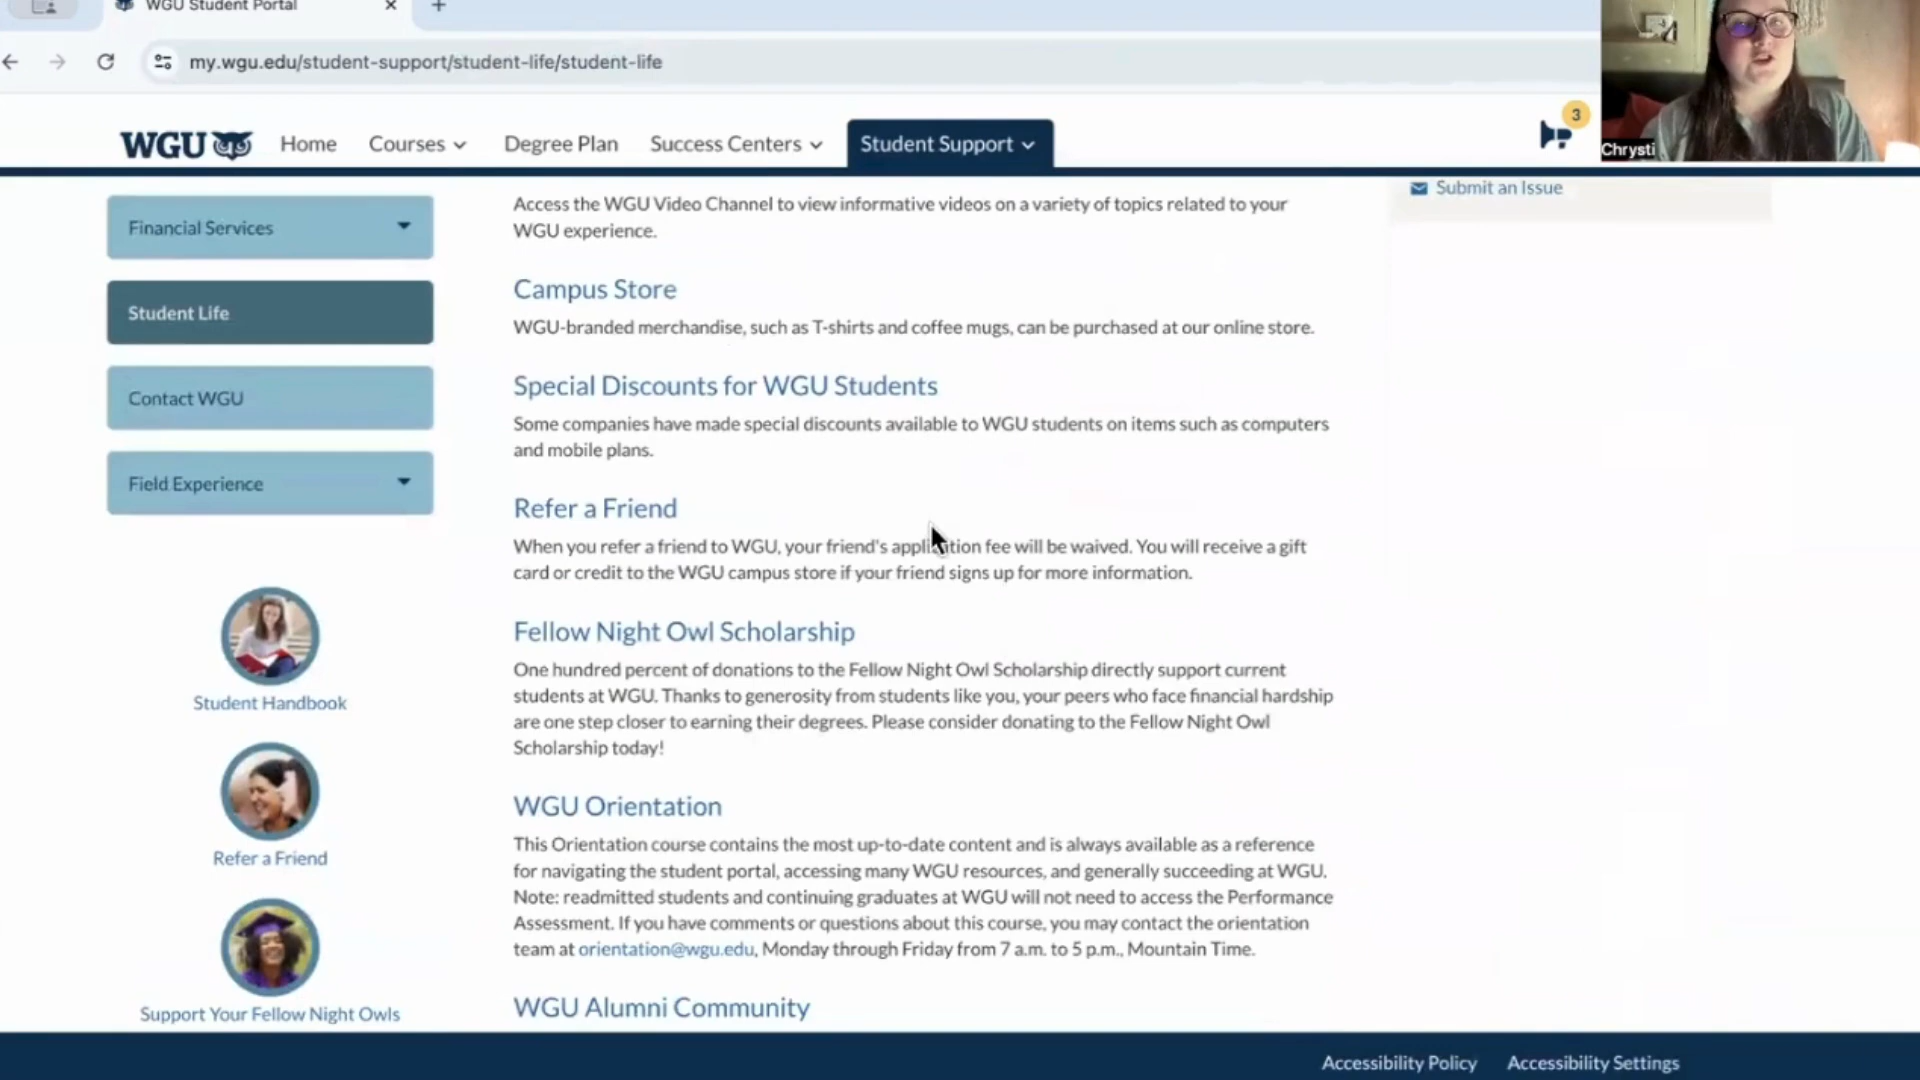 WGU Student Portal
my.wgu.edu/student-support/student-life/student-life
3
Chrysti
WGU
Home
Courses
Degree Plan
Success Centers
Student Support
Submit an Issue
Financial Services
Student Life
Contact WGU
Field Experience
Student Handbook
Refer a Friend
Support Your Fellow Night Owls
Access the WGU Video Channel to view informative videos on a variety of topics related to your
WGU experience.
Campus Store
WGU-branded merchandise, such as T-shirts and coffee mugs, can be purchased at our online store.
Special Discounts for WGU Students
Some companies have made special discounts available to WGU students on items such as computers
and mobile plans.
Refer a Friend
When you refer a friend to WGU, your friend's application fee will be waived. You will receive a gift
card or credit to the WGU campus store if your friend signs up for more information.
Fellow Night Owl Scholarship
One hundred percent of donations to the Fellow Night Owl Scholarship directly support current
students at WGU. Thanks to generosity from students like you, your peers who face financial hardship
are one step closer to earning their degrees. Please consider donating to the Fellow Night Owl
Scholarship today!
WGU Orientation
This Orientation course contains the most up-to-date content and is always available as a reference
for navigating the student portal, accessing many WGU resources, and generally succeeding at WGU.
Note: readmitted students and continuing graduates at WGU will not need to access the Performance
Assessment. If you have comments or questions about this course, you may contact the orientation
team at orientation@wgu.edu, Monday through Friday from 7 a.m. to 5 p.m., Mountain Time.
WGU Alumni Community
Accessibility Policy
Accessibility Settings